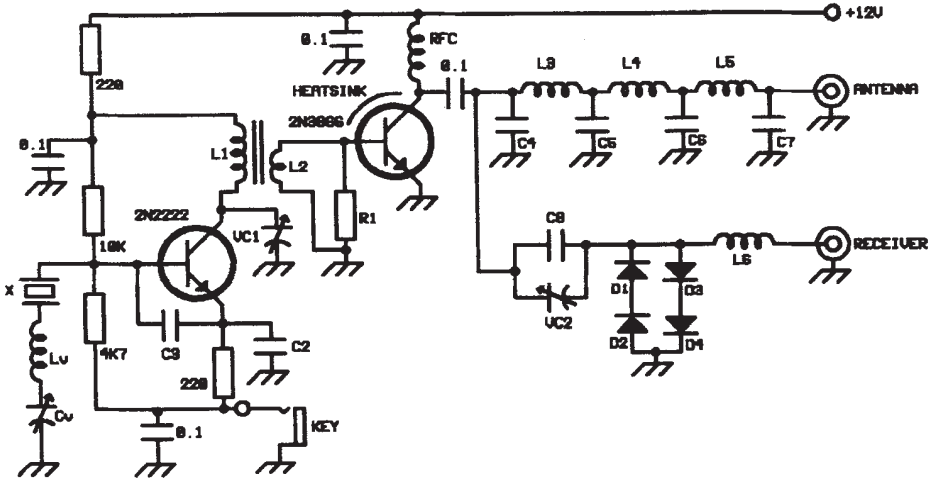 +12V
0.1
RFC
220
0.1
L3
L4
L5
HEATSINK
ANTENNA
2N3866
0.1
L1
L2
C4
C5
C6
C7
2N2222
VC1
R1
C8
10K
RECEIVER
L6
X
D1
D3
VC2
4K7
C3
C2
D2
D4
Lv
220
Cv
0.1
KEY